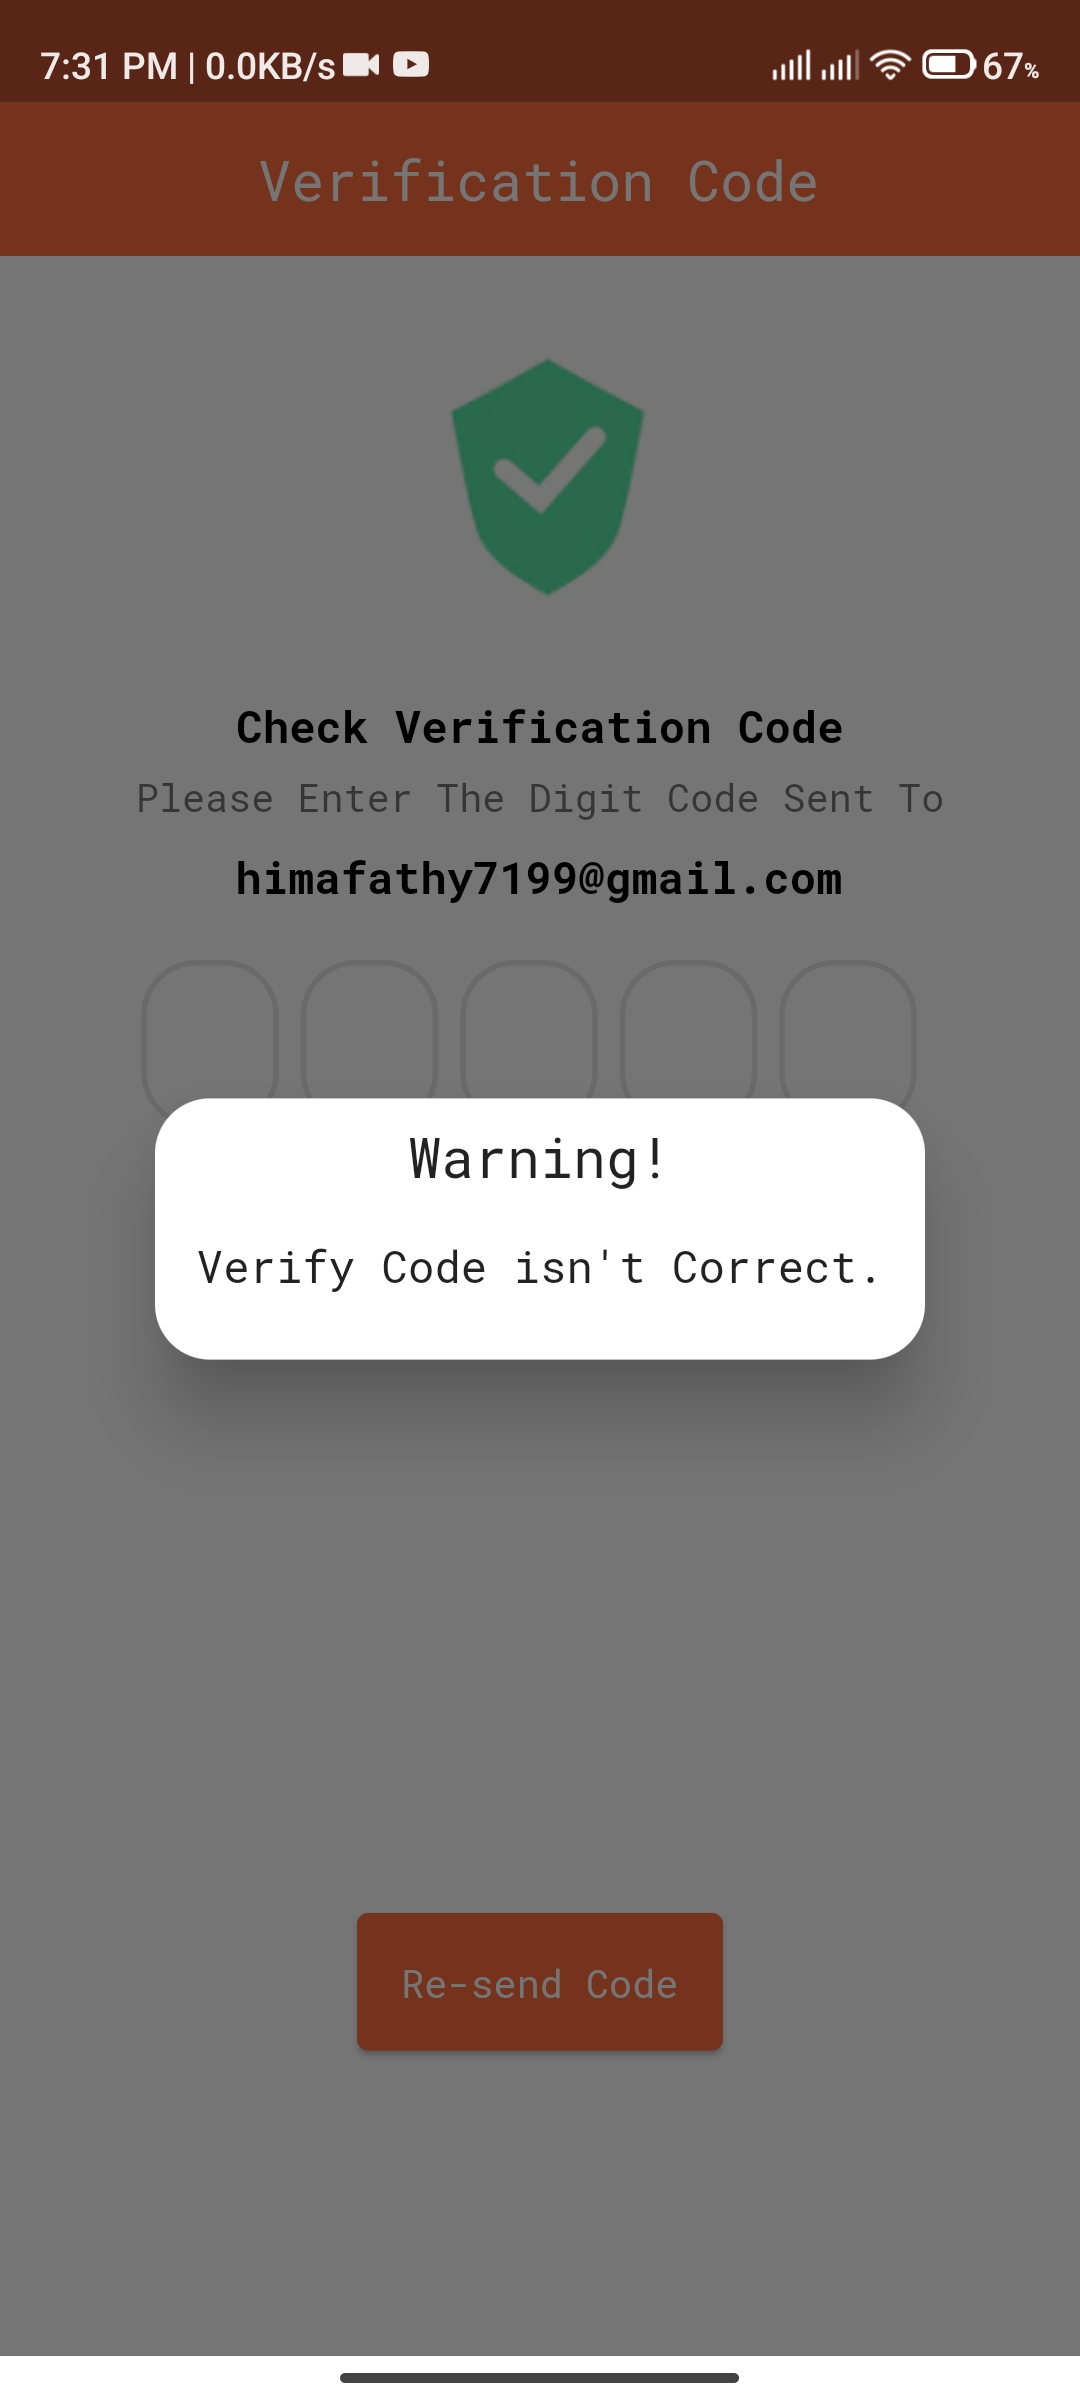 7:31 PM | 0.0KB/s 67%
Verification Code
Check Verification Code
Please Enter The Digit Code Sent To
himafathy7199@gmail.com
Warning!
Verify Code isn't Correct.
Re-send Code